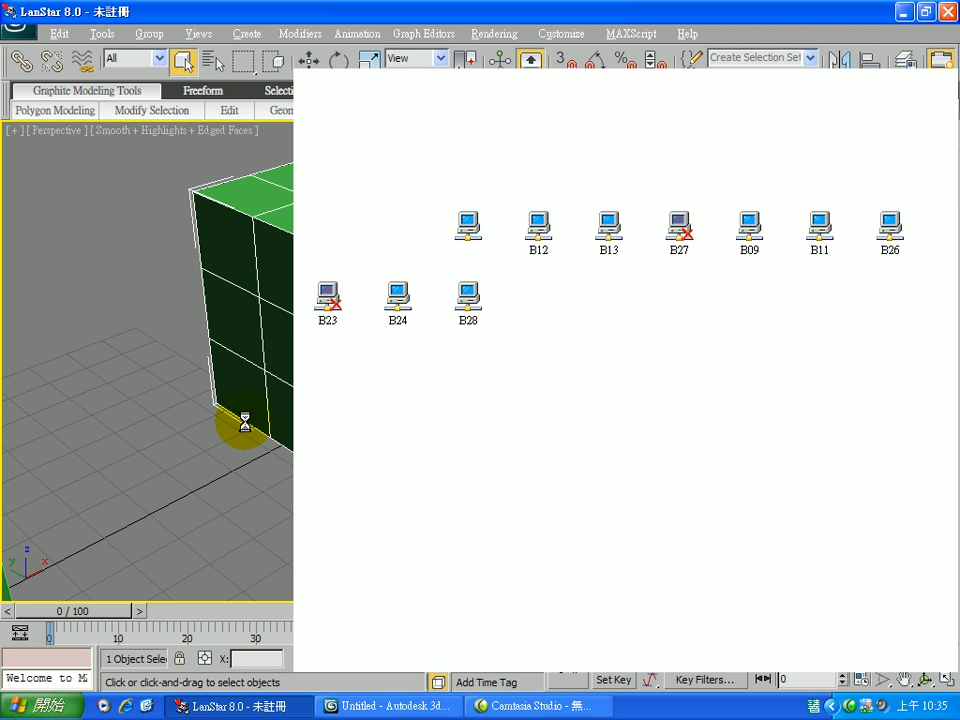 LanStar 8.0 - 未註冊
Edit Tools Group Views Create Modifiers Animation Graph Editors Rendering Customize MAXScript Help
All View 3 Create Selection Set
Graphite Modeling Tools Freeform Selecti
Polygon Modeling Modify Selection Edit Geom
[ + ] [ Perspective ] [ Smooth + Highlights + Edged Faces ]
B12 B13 B27 B09 B11 B26
B23 B24 B28
z
y x
< 0 / 100 >
0 10 20 30
1 Object Sele X:
Welcome to M
Click or click-and-drag to select objects
Add Time Tag
Set Key Key Filters... 0
開始 LanStar 8.0 - 未註冊 Untitled - Autodesk 3d... Camtasia Studio - 無... 上午 10:35